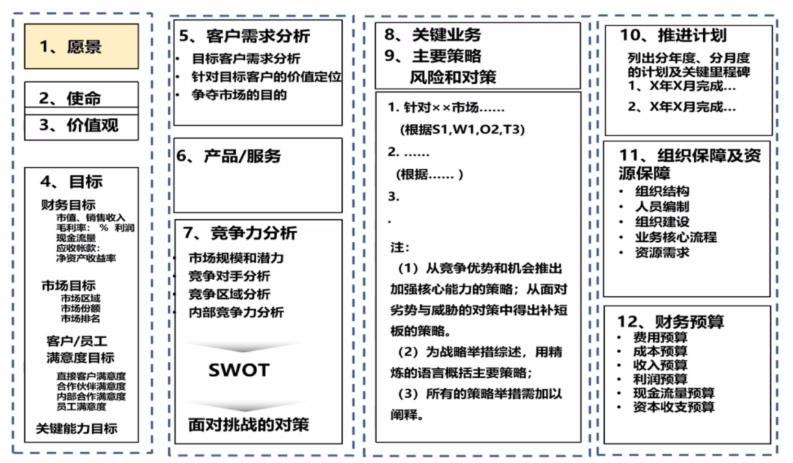 1、愿景
2、使命
3、价值观
4、目标
财务目标
市值、销售收入
毛利率：% 利润
现金流量
应收帐款：
净资产收益率
市场目标
市场区域
市场份额
市场排名
客户/员工
满意度目标
直接客户满意度
合作伙伴满意度
内部合作满意度
员工满意度
关键能力目标
5、客户需求分析
• 目标客户需求分析
• 针对目标客户的价值定位
• 争夺市场的目的
6、产品/服务
7、竞争力分析
• 市场规模和潜力
• 竞争对手分析
• 竞争区域分析
• 内部竞争力分析
SWOT
面对挑战的对策
8、关键业务
9、主要策略
风险和对策
1. 针对××市场……
(根据S1,W1,O2,T3)
2. ……
(根据…… )
3.
.
注：
（1）从竞争优势和机会推出
加强核心能力的策略；从面对
劣势与威胁的对策中得出补短
板的策略。
（2）为战略举措综述，用精
炼的语言概括主要策略；
（3）所有的策略举措需加以
阐释。
10、推进计划
列出分年度、分月度
的计划及关键里程碑
1、X年X月完成…
2、X年X月完成…
11、组织保障及资
源保障
• 组织结构
• 人员编制
• 组织建设
• 业务核心流程
• 资源需求
12、财务预算
• 费用预算
• 成本预算
• 收入预算
• 利润预算
• 现金流量预算
• 资本收支预算